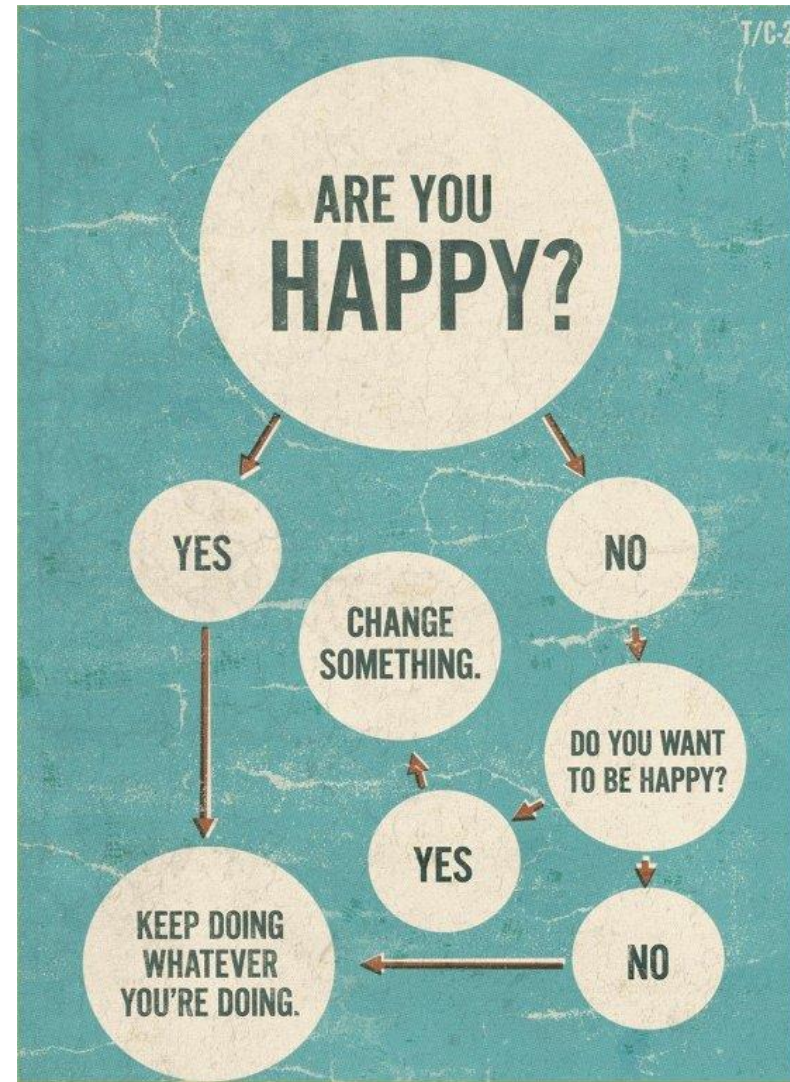 T/C-2
ARE YOU
HAPPY?
YES
NO
CHANGE
SOMETHING.
DO YOU WANT
TO BE HAPPY?
YES
KEEP DOING
WHATEVER
YOU'RE DOING.
NO